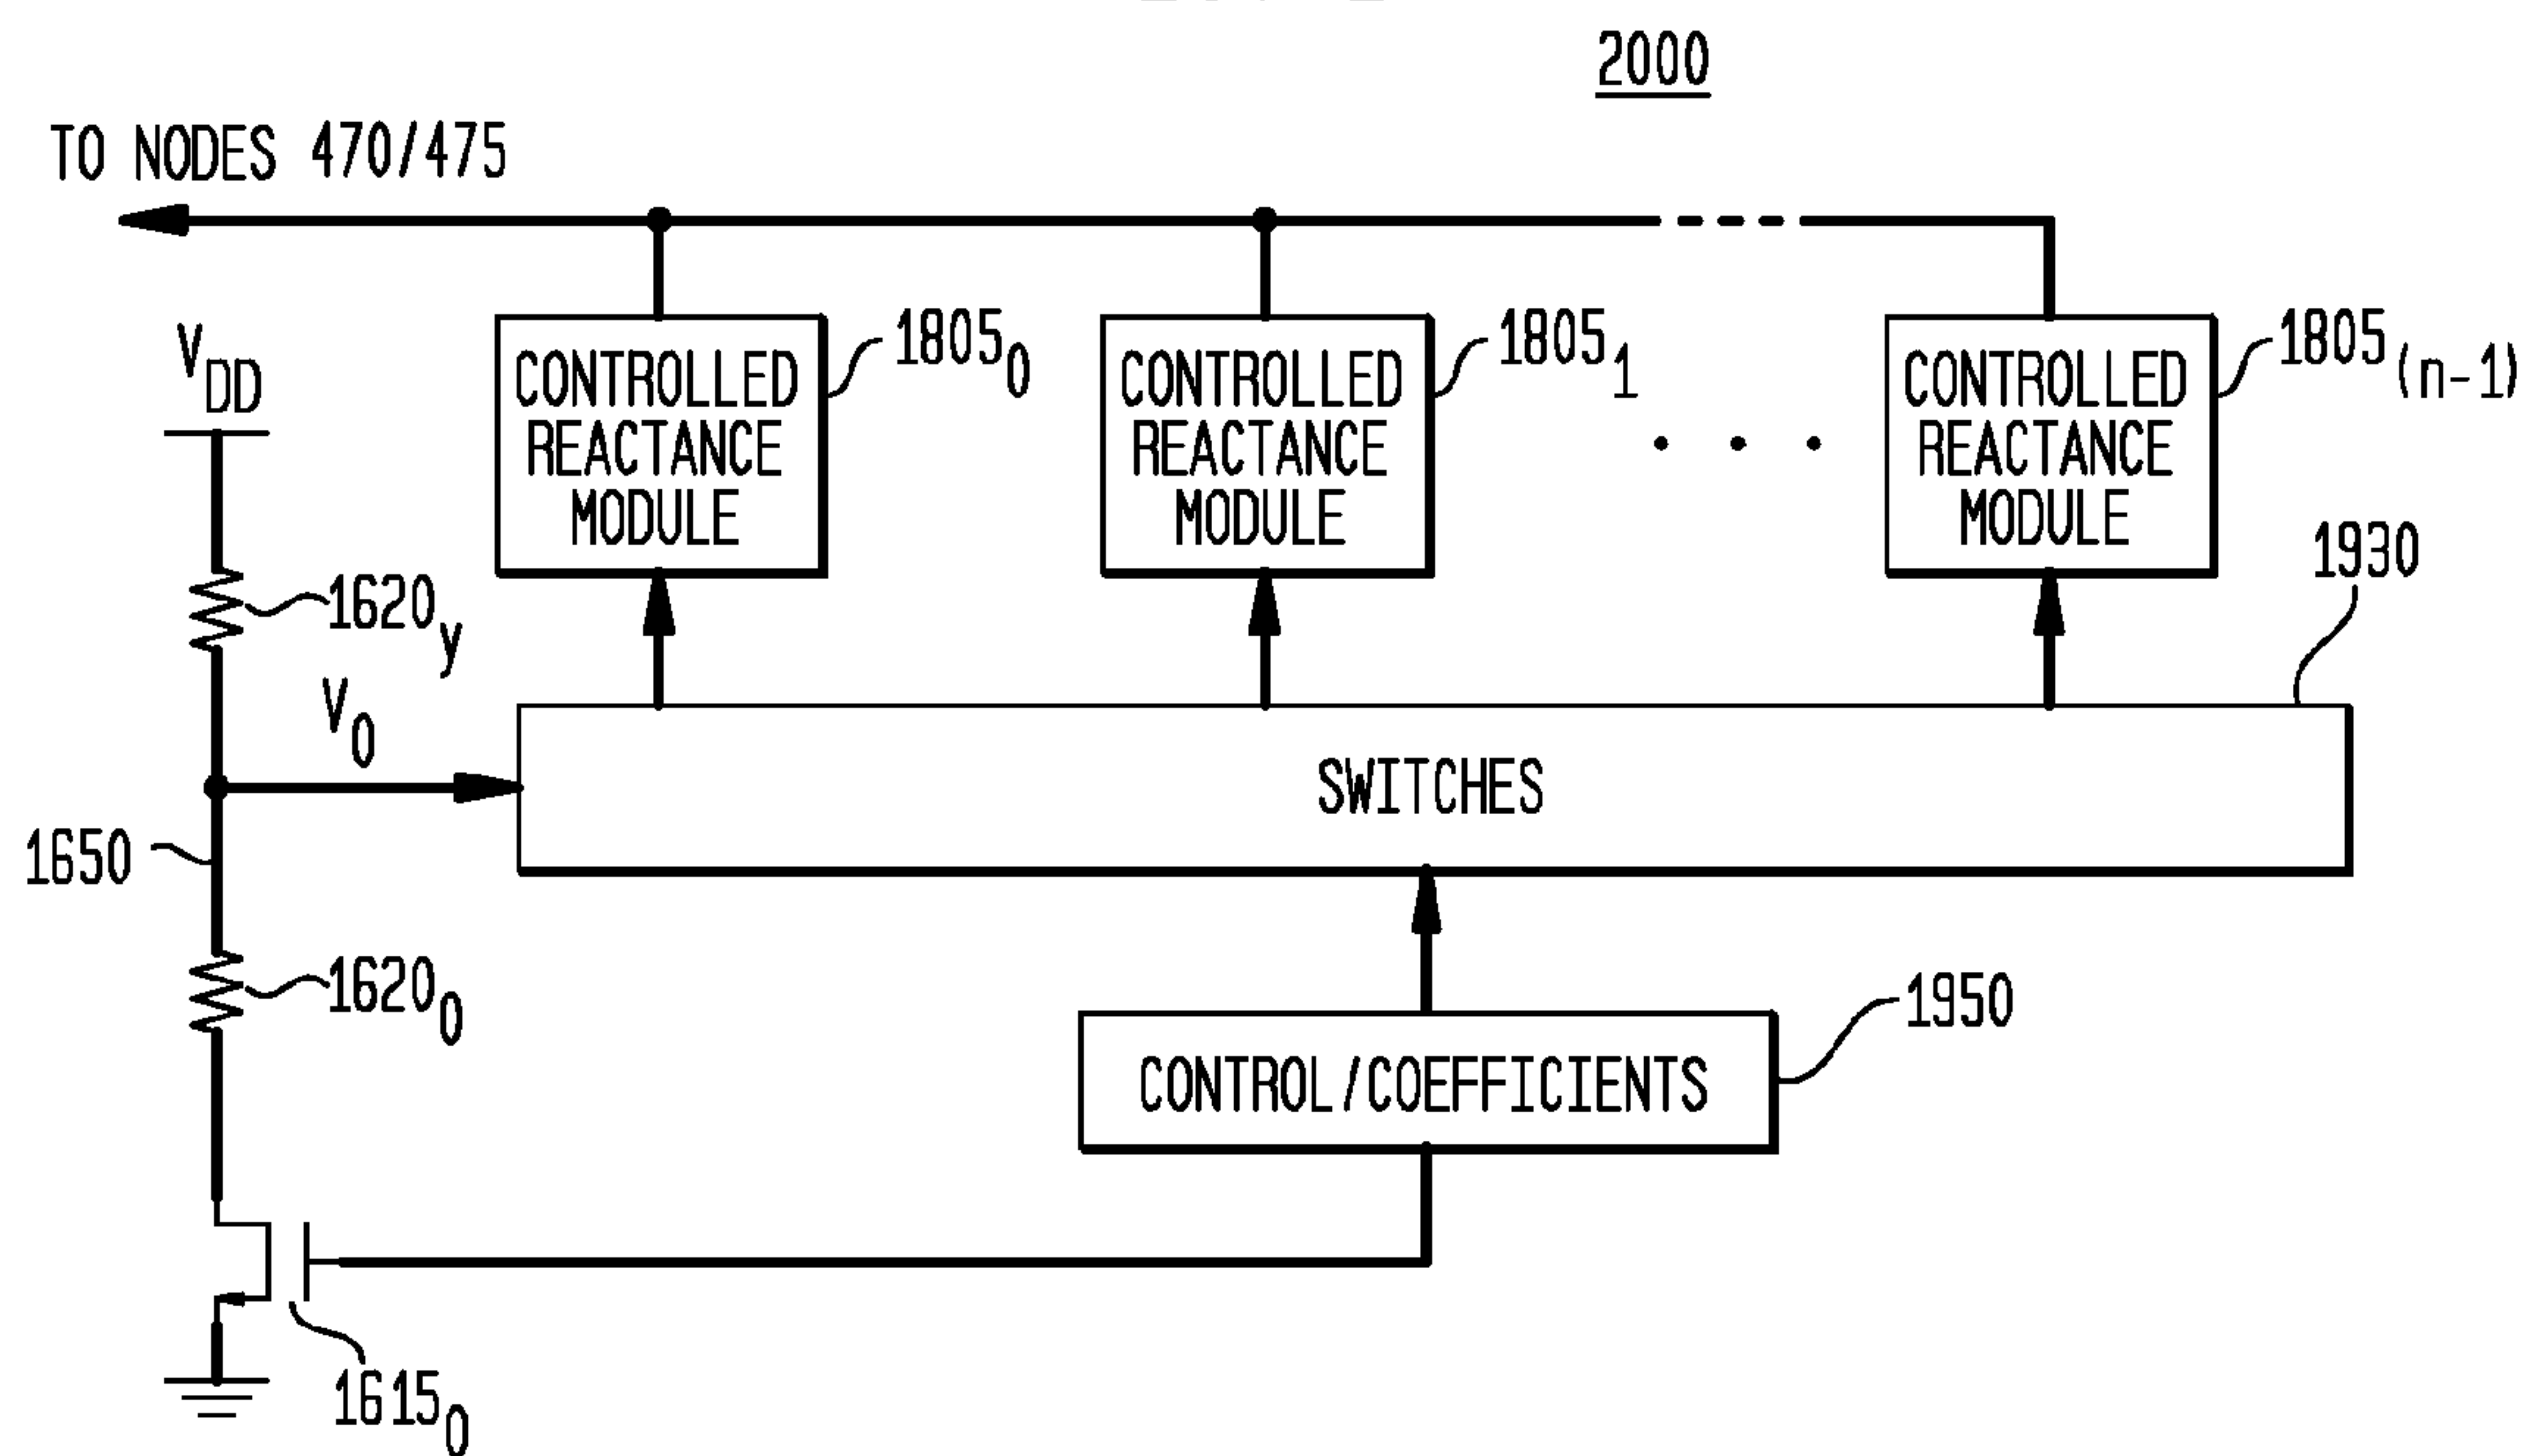 2000
TO NODES 470/475
V_DD
CONTROLLED
REACTANCE
MODULE
1805_0
CONTROLLED
REACTANCE
MODULE
1805_1
. . .
CONTROLLED
REACTANCE
MODULE
1805_(n-1)
1930
1620_y
V_0
SWITCHES
1650
1620_0
1950
CONTROL/COEFFICIENTS
1615_0